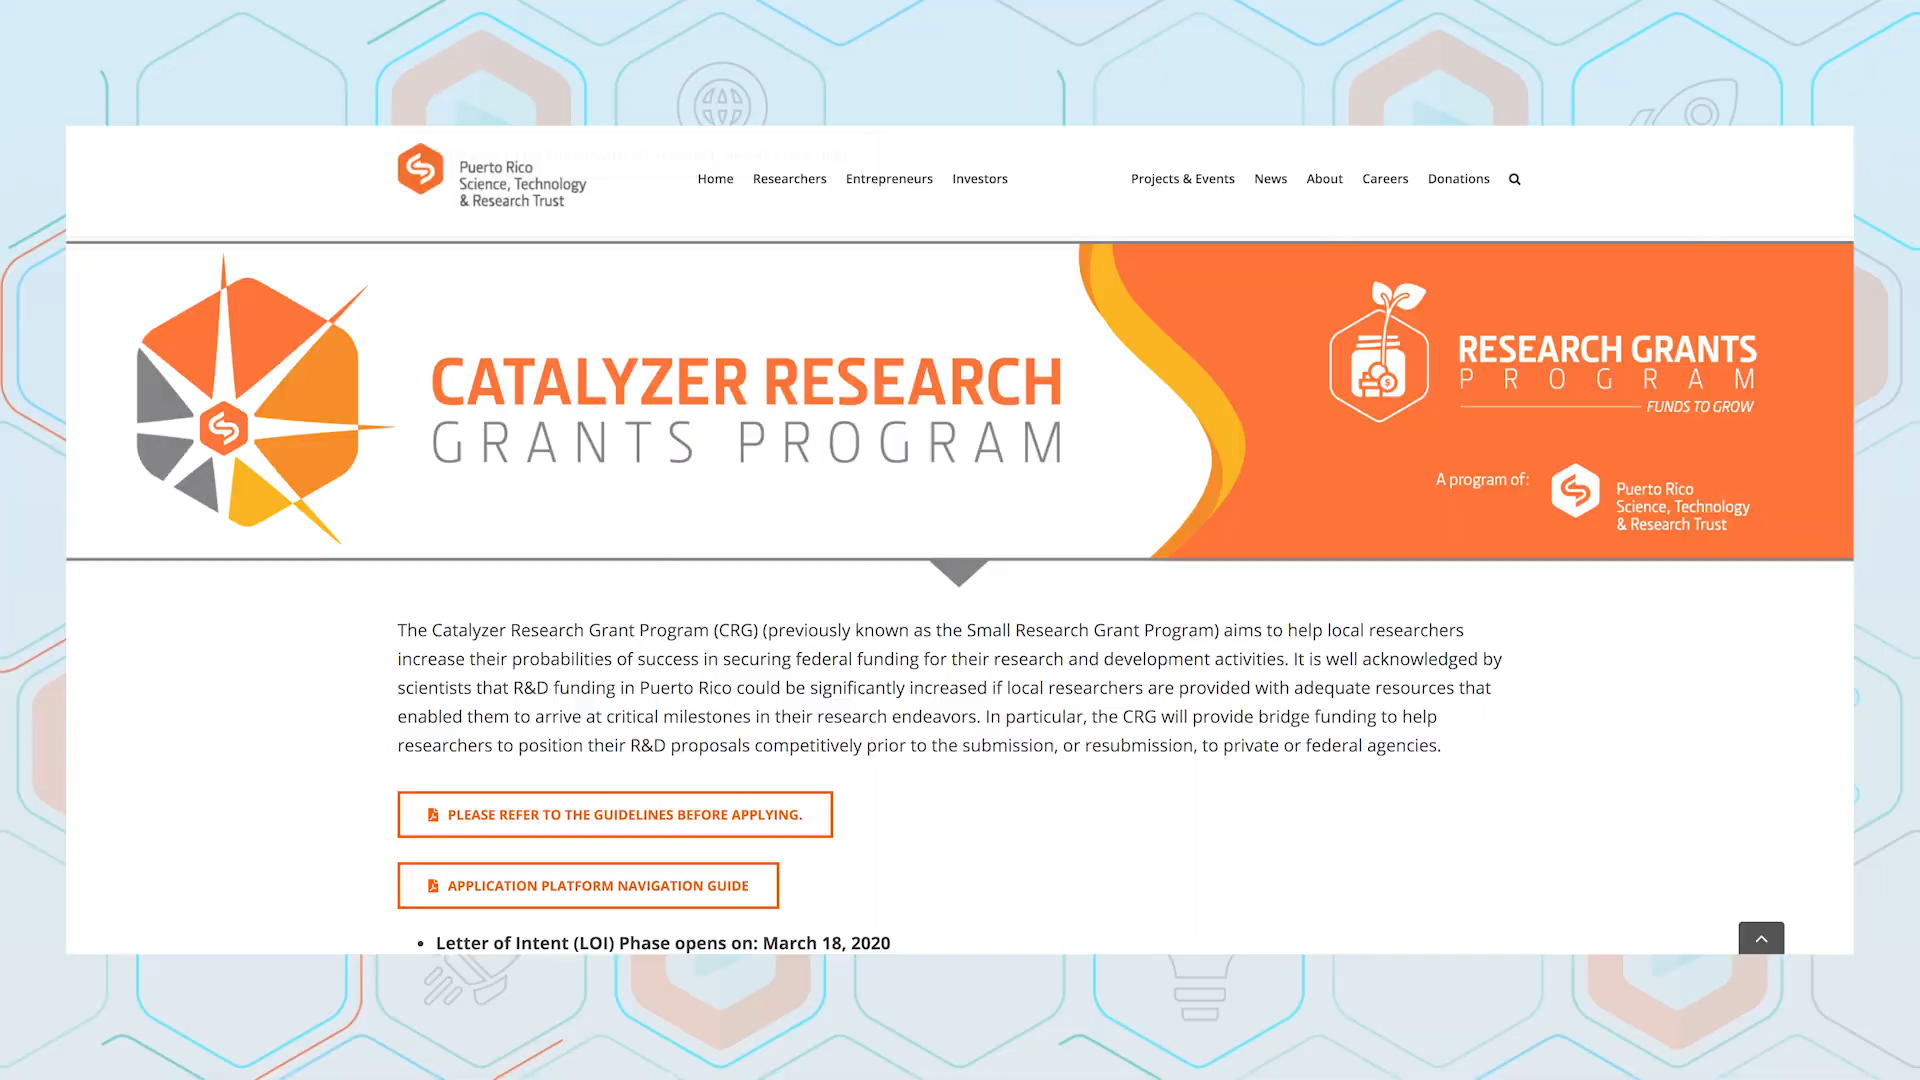 Puerto Rico
Science, Technology
& Research Trust
Home Researchers Entrepreneurs Investors Projects & Events News About Careers Donations
CATALYZER RESEARCH
GRANTS PROGRAM
RESEARCH GRANTS
PROGRAM
FUNDS TO GROW
A program of:
Puerto Rico
Science, Technology
& Research Trust
The Catalyzer Research Grant Program (CRG) (previously known as the Small Research Grant Program) aims to help local researchers
increase their probabilities of success in securing federal funding for their research and development activities. It is well acknowledged by
scientists that R&D funding in Puerto Rico could be significantly increased if local researchers are provided with adequate resources that
enabled them to arrive at critical milestones in their research endeavors. In particular, the CRG will provide bridge funding to help
researchers to position their R&D proposals competitively prior to the submission, or resubmission, to private or federal agencies.
PLEASE REFER TO THE GUIDELINES BEFORE APPLYING.
APPLICATION PLATFORM NAVIGATION GUIDE
• Letter of Intent (LOI) Phase opens on: March 18, 2020